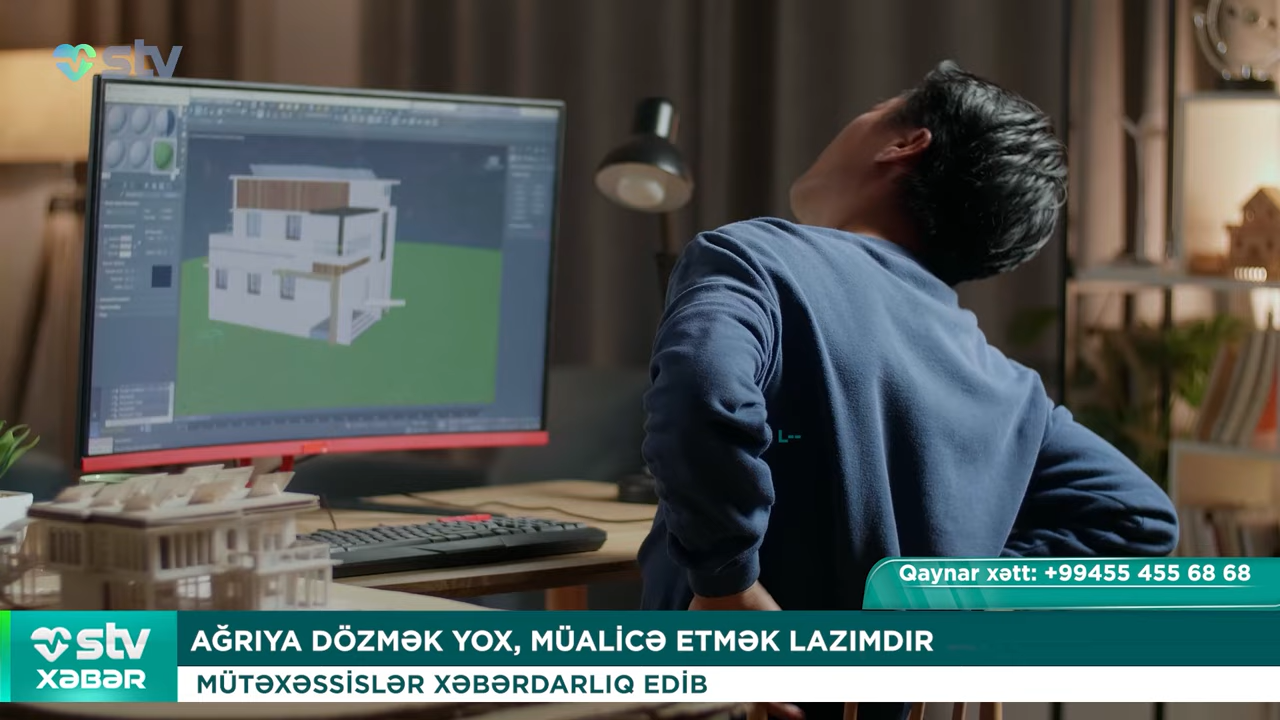 stv
L--
Qaynar xətt: +99455 455 68 68
stv
XƏBƏR
AĞRIYA DÖZMƏK YOX, MÜALİCƏ ETMƏK LAZIMDIR
MÜTƏXƏSSİSLƏR XƏBƏRDARLIQ EDİB